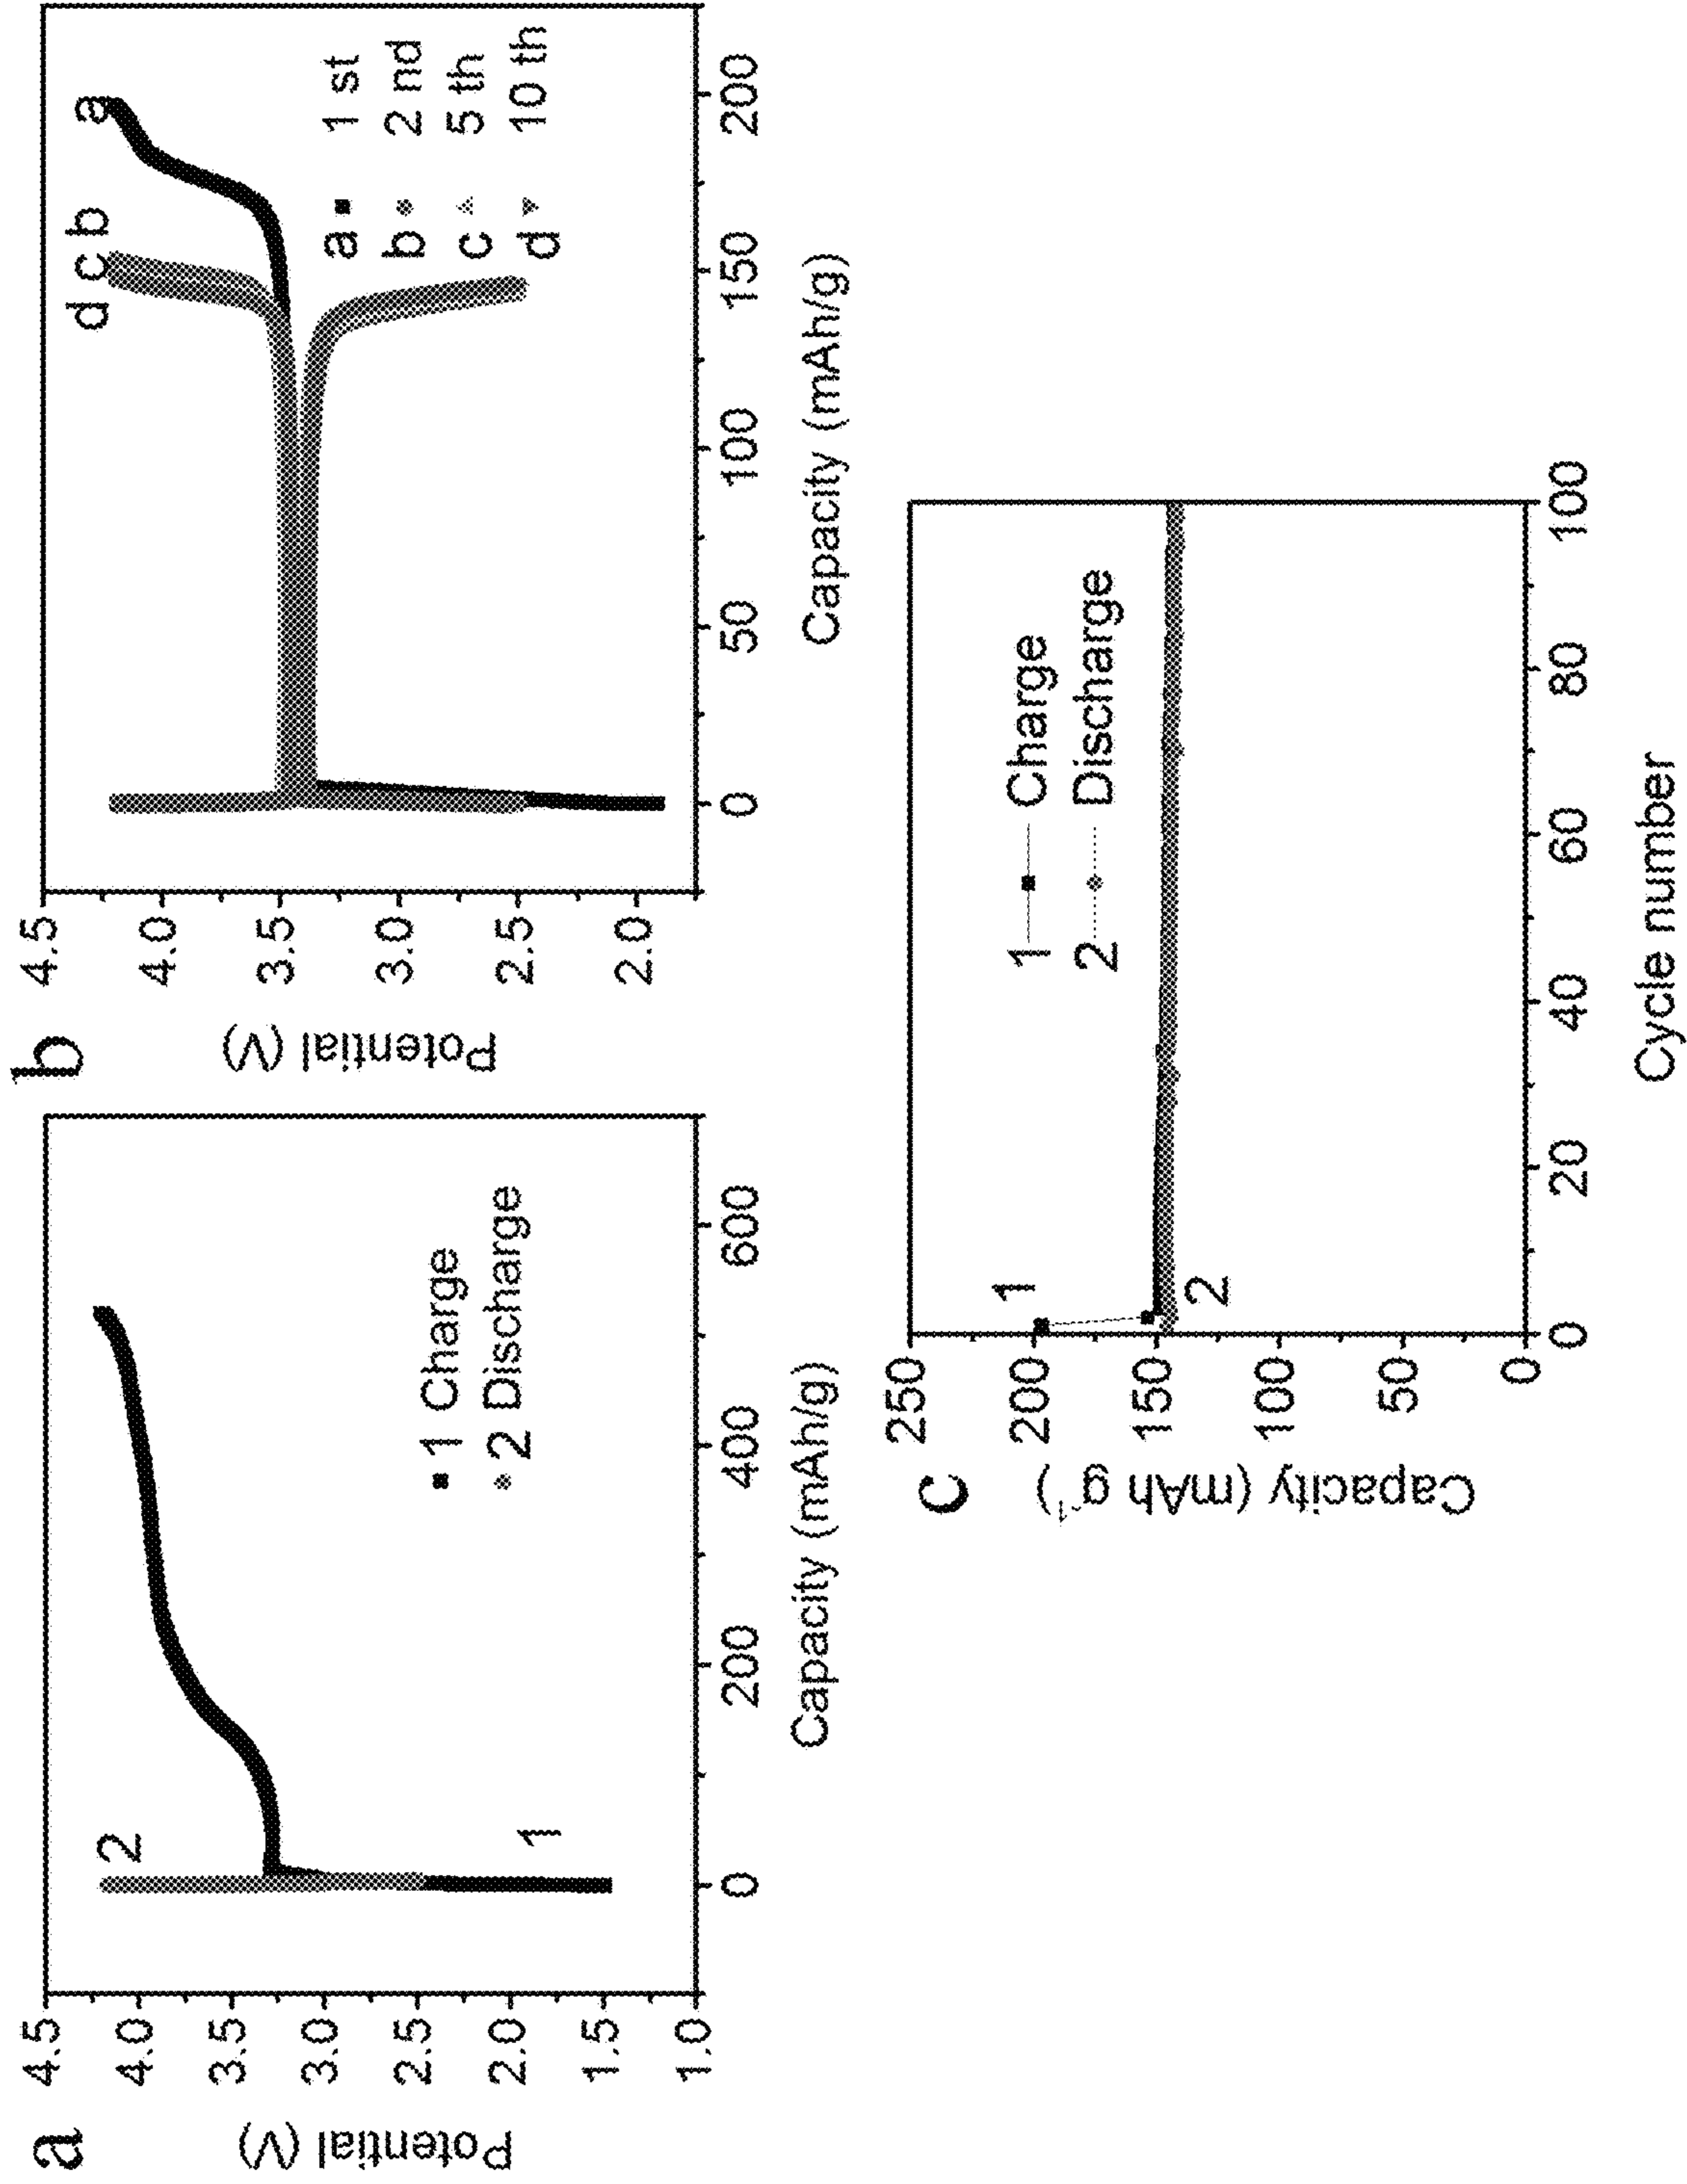 a
Potential (V)
4.5
4.0
3.5
3.0
2.5
2.0
1.5
1.0
2
1
1 Charge
2 Discharge
0
200
400
600
Capacity (mAh/g)
b
Potential (V)
4.5
4.0
3.5
3.0
2.5
2.0
d c b a
a 1 st
b 2 nd
c 5 th
d 10 th
0
50
100
150
200
Capacity (mAh/g)
c
Capacity (mAh g⁻¹)
250
200
150
100
50
0
1
2
1 Charge
2 Discharge
0
20
40
60
80
100
Cycle number